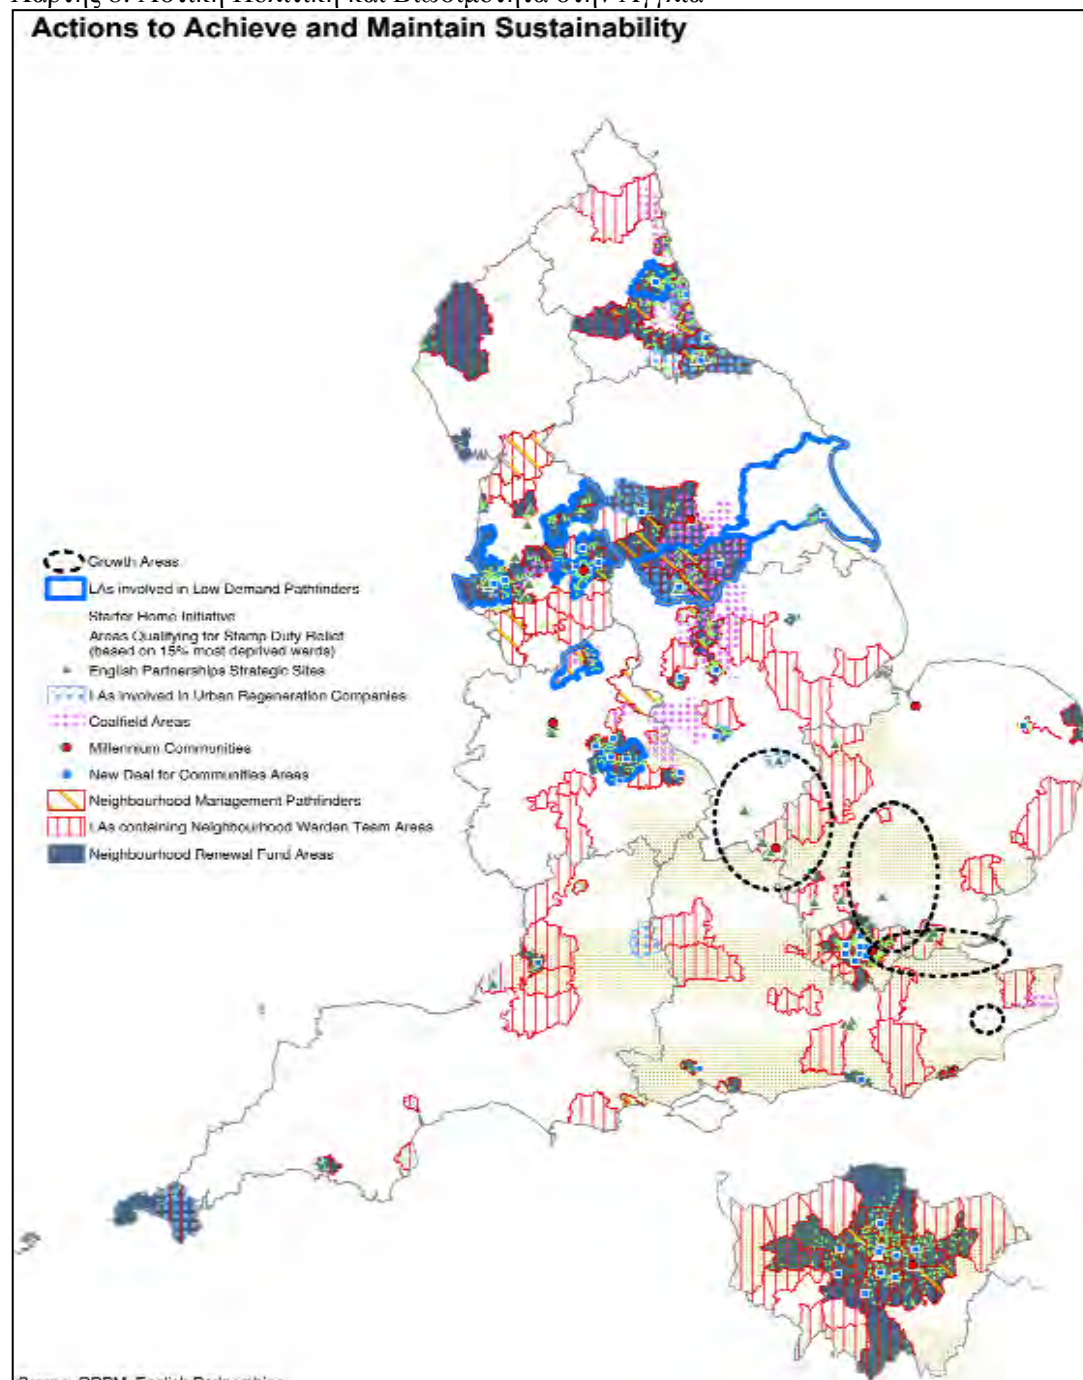 Actions to Achieve and Maintain Sustainability
Growth Areas
LAs involved in Low Demand Pathfinders
Starter Home Initiative
Areas Qualifying for Stamp Duty Relief
(based on 15% most deprived wards)
English Partnerships Strategic Sites
LAs involved in Urban Regeneration Companies
Coalfield Areas
Millennium Communities
New Deal for Communities Areas
Neighbourhood Management Pathfinders
LAs containing Neighbourhood Warden Team Areas
Neighbourhood Renewal Fund Areas